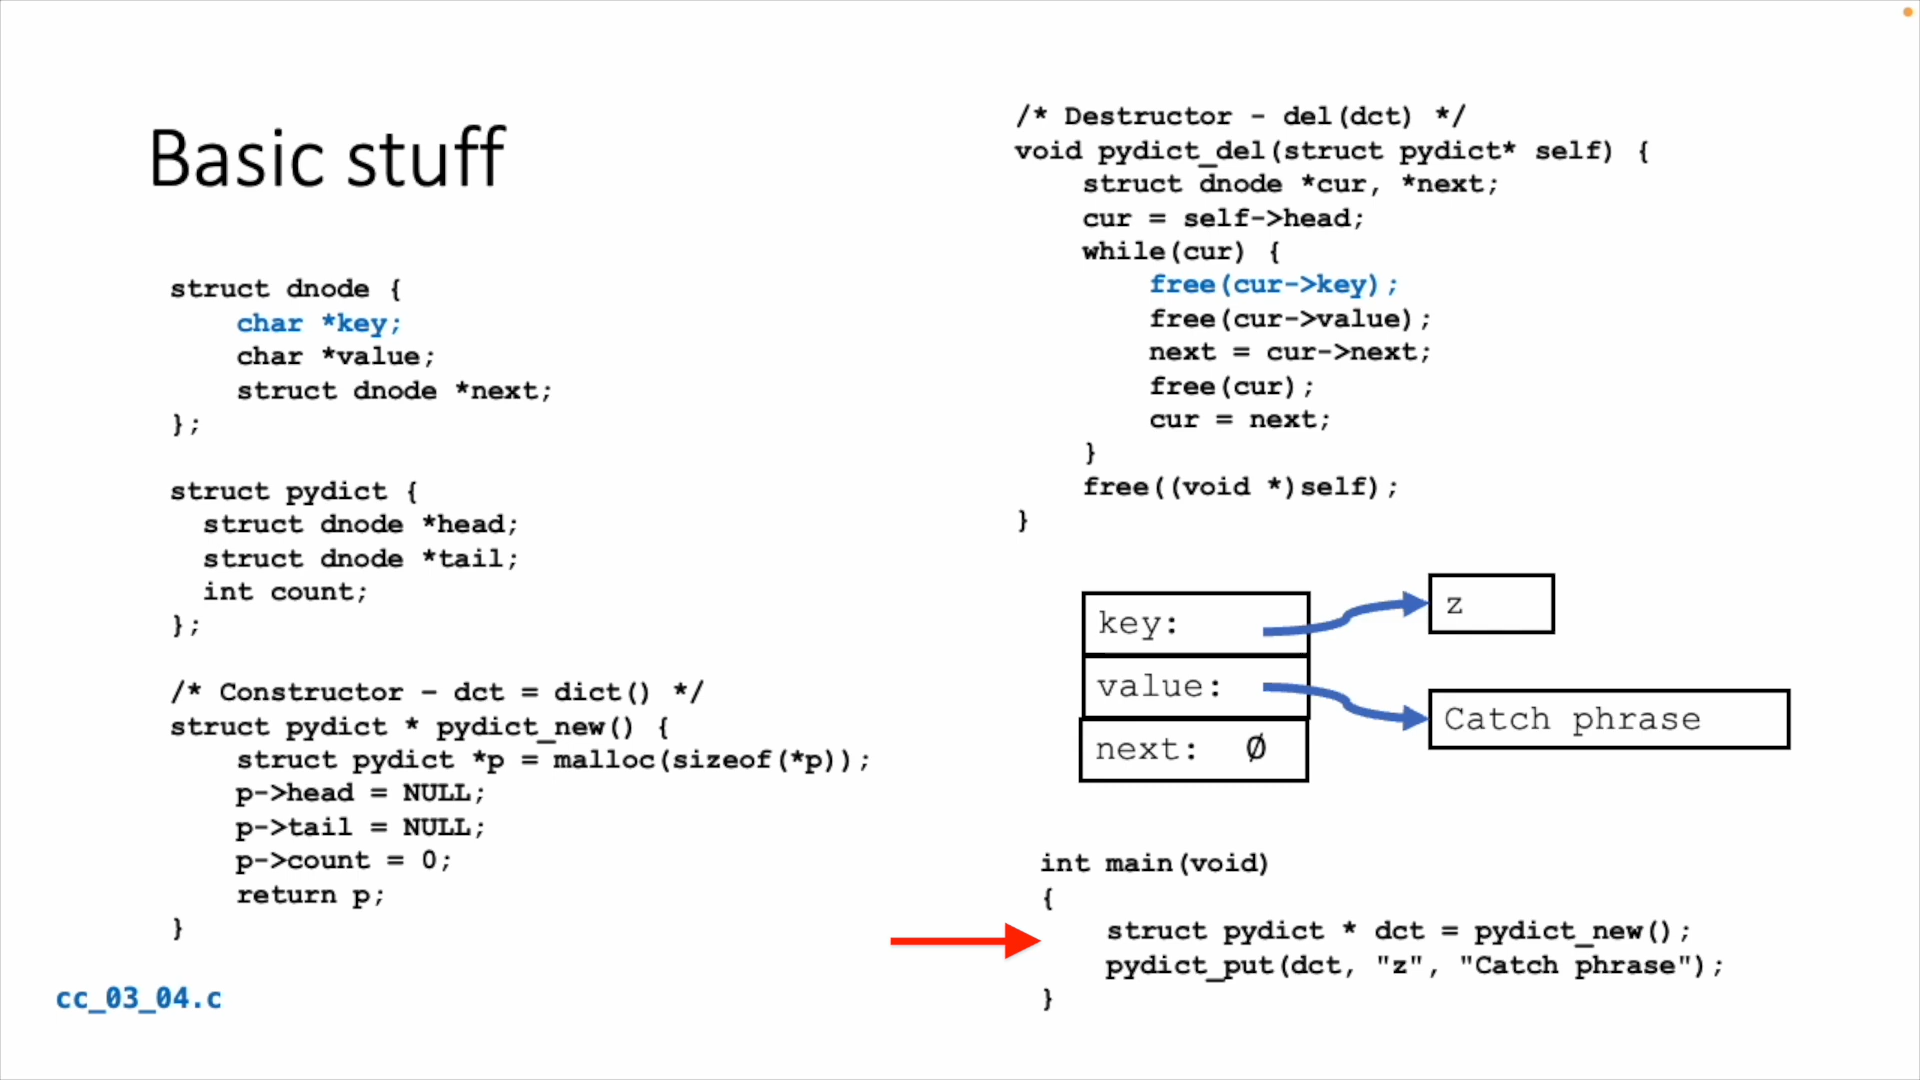 Basic stuff
struct dnode {
     char *key;
     char *value;
     struct dnode *next;
};
struct pydict {
  struct dnode *head;
  struct dnode *tail;
  int count;
};
/* Constructor - dct = dict() */
struct pydict * pydict_new() {
    struct pydict *p = malloc(sizeof(*p));
    p->head = NULL;
    p->tail = NULL;
    p->count = 0;
    return p;
}
cc_03_04.c
/* Destructor - del(dct) */
void pydict_del(struct pydict* self) {
    struct dnode *cur, *next;
    cur = self->head;
    while(cur) {
        free(cur->key);
        free(cur->value);
        next = cur->next;
        free(cur);
        cur = next;
    }
    free((void *)self);
}
key:
z
value:
Catch phrase
next: Ø
int main(void)
{
    struct pydict * dct = pydict_new();
    pydict_put(dct, "z", "Catch phrase");
}